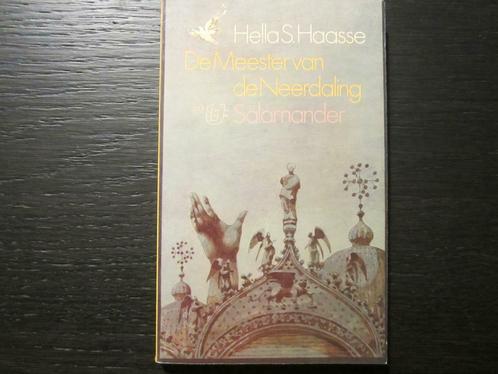 Hella S. Haasse
De Meester van
de Neerdaling
Salamander